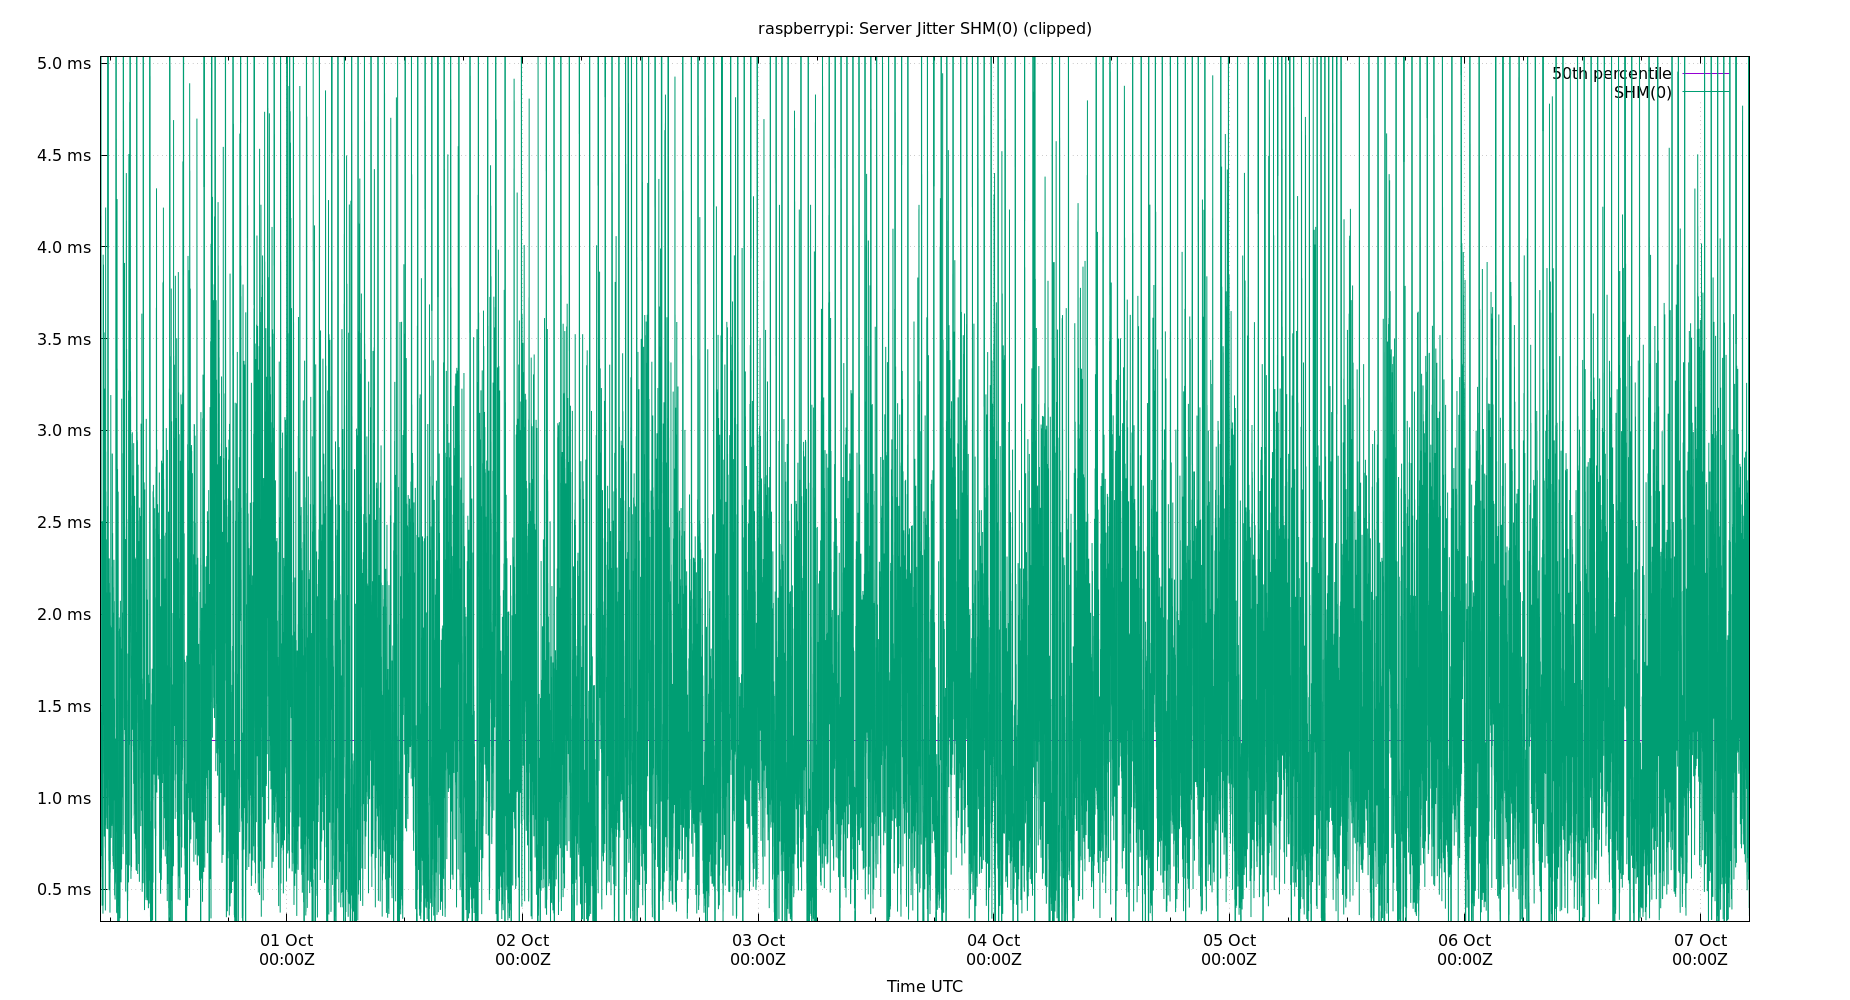 raspberrypi: Server Jitter SHM(0) (clipped)
5.0 ms
50th percentile
SHM(0)
4.5 ms
4.0 ms
3.5 ms
3.0 ms
2.5 ms
2.0 ms
1.5 ms
1.0 ms
0.5 ms
01 Oct 02 Oct 03 Oct 04 Oct 05 Oct 06 Oct 07 Oct
00:00Z 00:00Z 00:00Z 00:00Z 00:00Z 00:00Z 00:00Z
Time UTC